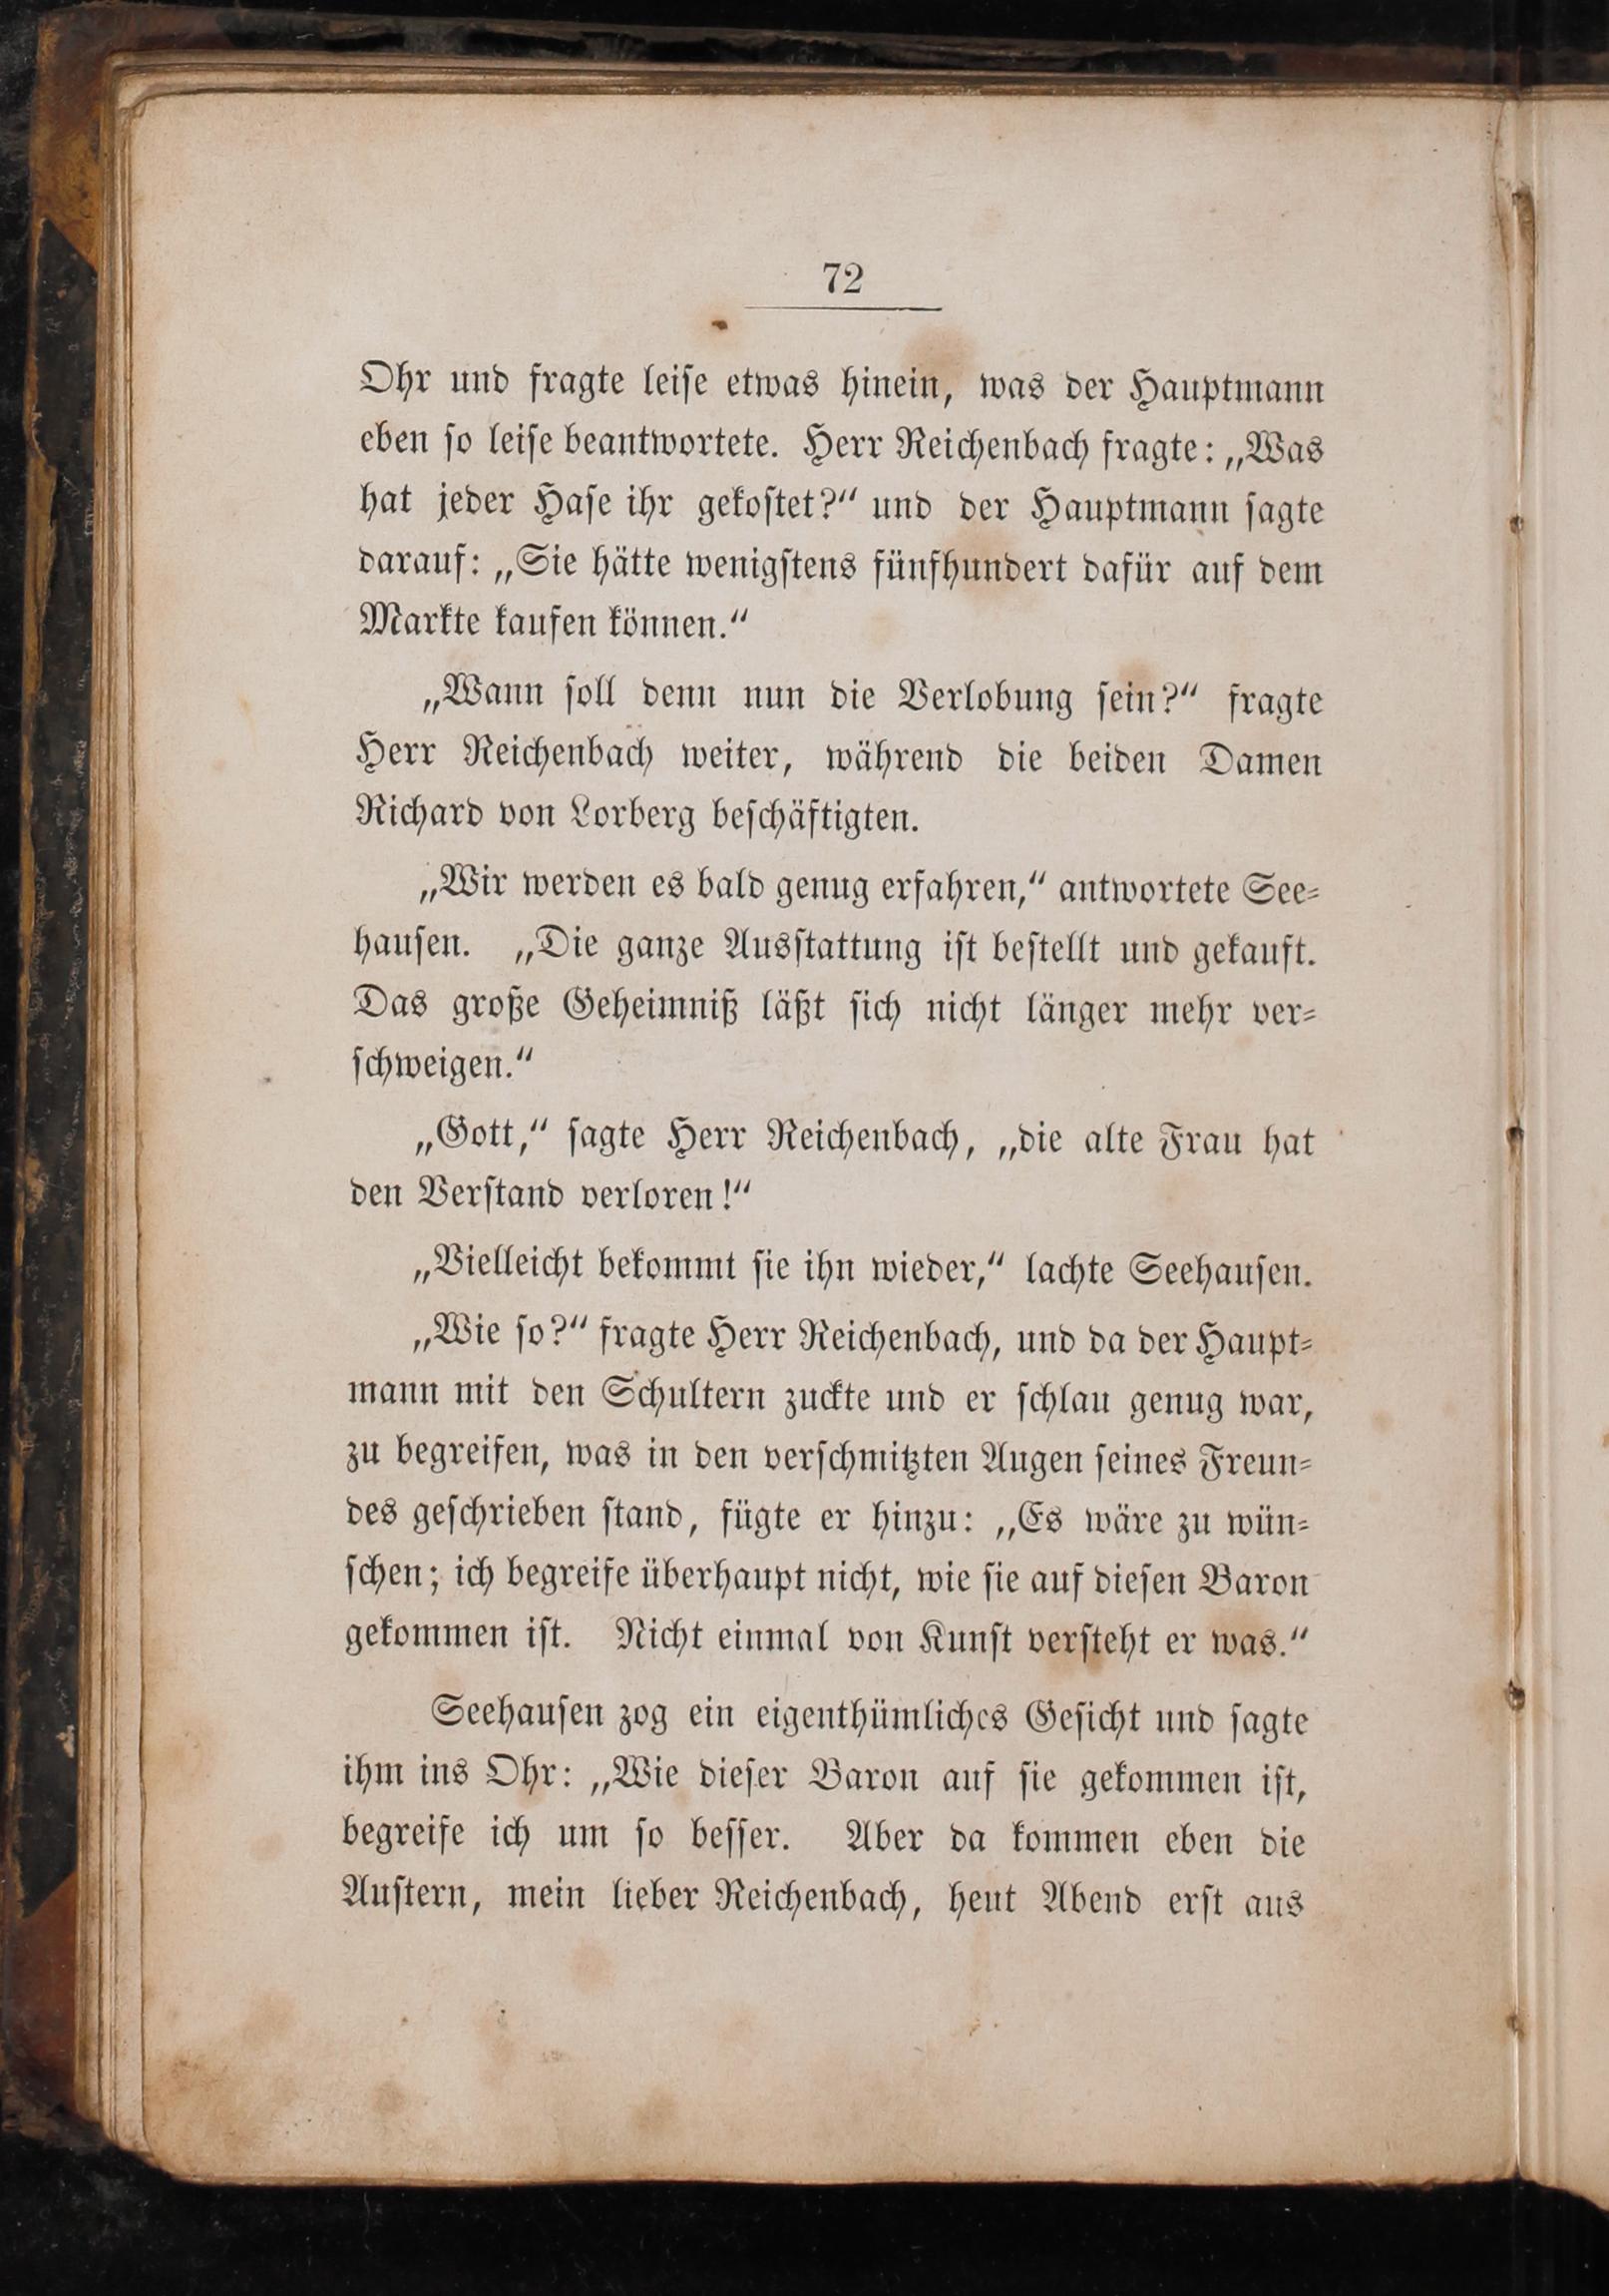 72
Ohr und fragte leiſe etwas hinein, was der Hauptmann
eben ſo leiſe beantwortete. Herr Reichenbach fragte: „Was
hat jeder Haſe ihr gekoſtet?“ und der Hauptmann ſagte
darauf: „Sie hätte wenigſtens fünfhundert dafür auf dem
Markte kaufen können.“
„Wann ſoll denn nun die Verlobung ſein?“ fragte
Herr Reichenbach weiter, während die beiden Damen
Richard von Lorberg beſchäftigten.
„Wir werden es bald genug erfahren,“ antwortete See-
hauſen. „Die ganze Ausſtattung iſt beſtellt und gekauft.
Das große Geheimniß läßt ſich nicht länger mehr ver-
ſchweigen.“
„Gott,“ ſagte Herr Reichenbach, „die alte Frau hat
den Verſtand verloren!“
„Vielleicht bekommt ſie ihn wieder,“ lachte Seehauſen.
„Wie ſo?“ fragte Herr Reichenbach, und da der Haupt-
mann mit den Schultern zuckte und er ſchlau genug war,
zu begreifen, was in den verſchmitzten Augen ſeines Freun-
des geſchrieben ſtand, fügte er hinzu: „Es wäre zu wün-
ſchen; ich begreife überhaupt nicht, wie ſie auf dieſen Baron
gekommen iſt. Nicht einmal von Kunſt verſteht er was.“
Seehauſen zog ein eigenthümliches Geſicht und ſagte
ihm ins Ohr: „Wie dieſer Baron auf ſie gekommen iſt,
begreife ich um ſo beſſer. Aber da kommen eben die
Auſtern, mein lieber Reichenbach, heut Abend erſt aus